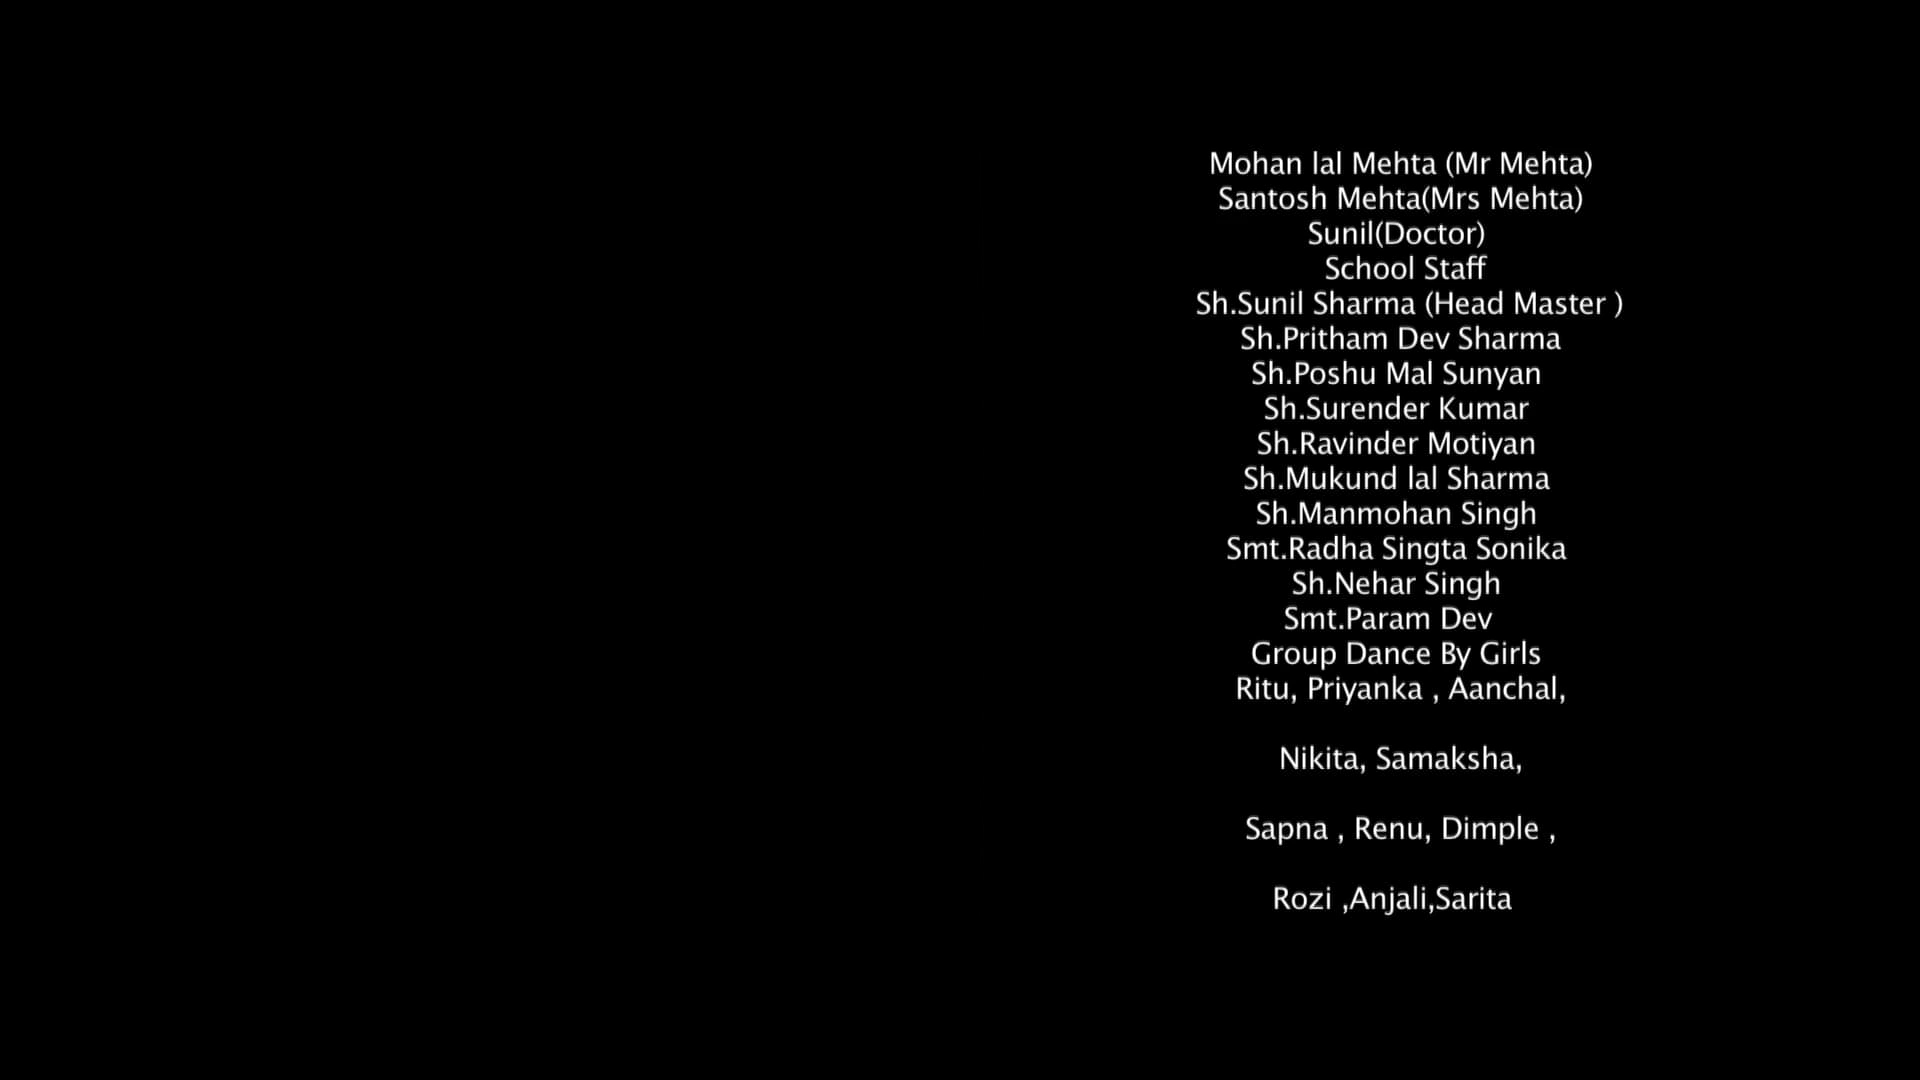 Mohan lal Mehta (Mr Mehta)
Santosh Mehta(Mrs Mehta)
Sunil(Doctor)
School Staff
Sh.Sunil Sharma (Head Master )
Sh.Pritham Dev Sharma
Sh.Poshu Mal Sunyan
Sh.Surender Kumar
Sh.Ravinder Motiyan
Sh.Mukund lal Sharma
Sh.Manmohan Singh
Smt.Radha Singta Sonika
Sh.Nehar Singh
Smt.Param Dev
Group Dance By Girls
Ritu, Priyanka , Aanchal,
Nikita, Samaksha,
Sapna , Renu, Dimple ,
Rozi ,Anjali,Sarita